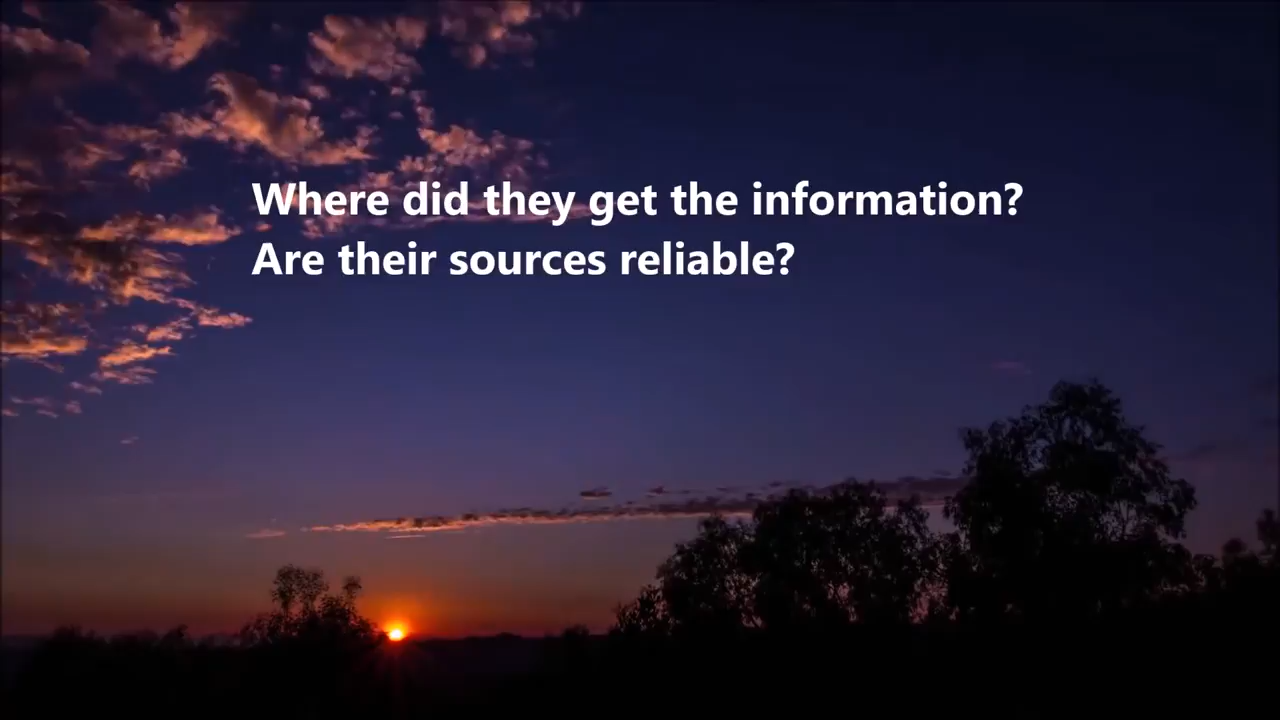 Where did they get the information?
Are their sources reliable?